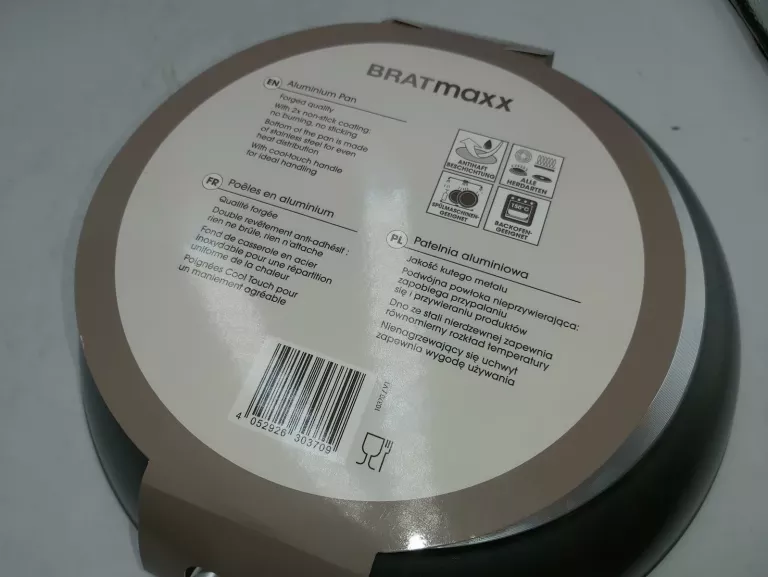 BRATmaxx
EN Aluminium Pan
Forged quality
With 2x non-stick coating:
no burning, no sticking
Bottom of the pan is made
of stainless steel for even
heat distribution
With cool-touch handle
for ideal handling
ANTIHAFT
BESCHICHTUNG
ALLE
HERDARTEN
SPÜLMASCHINEN-
GEEIGNET
BACKOFEN-
GEEIGNET
FR Poêles en aluminium
Qualité forgée
Double revêtement anti-adhésif :
rien ne brûle, rien n'attache
Fond de casseroie en acier
inoxydable pour une répartition
uniforme de la chaleur
Poignées Cool Touch pour
un maniement agréable
PL Patelnia aluminiowa
Jakość kutego metalu
Podwójna powłoka nieprzywierająca:
zapobiega przypalaniu
się i przywieraniu produktów
Dno ze stali nierdzewnej zapewnia
równomierny rozkład temperatury
Nienagrzewający się uchwyt
zapewnia wygodę używania
4 052926 303709